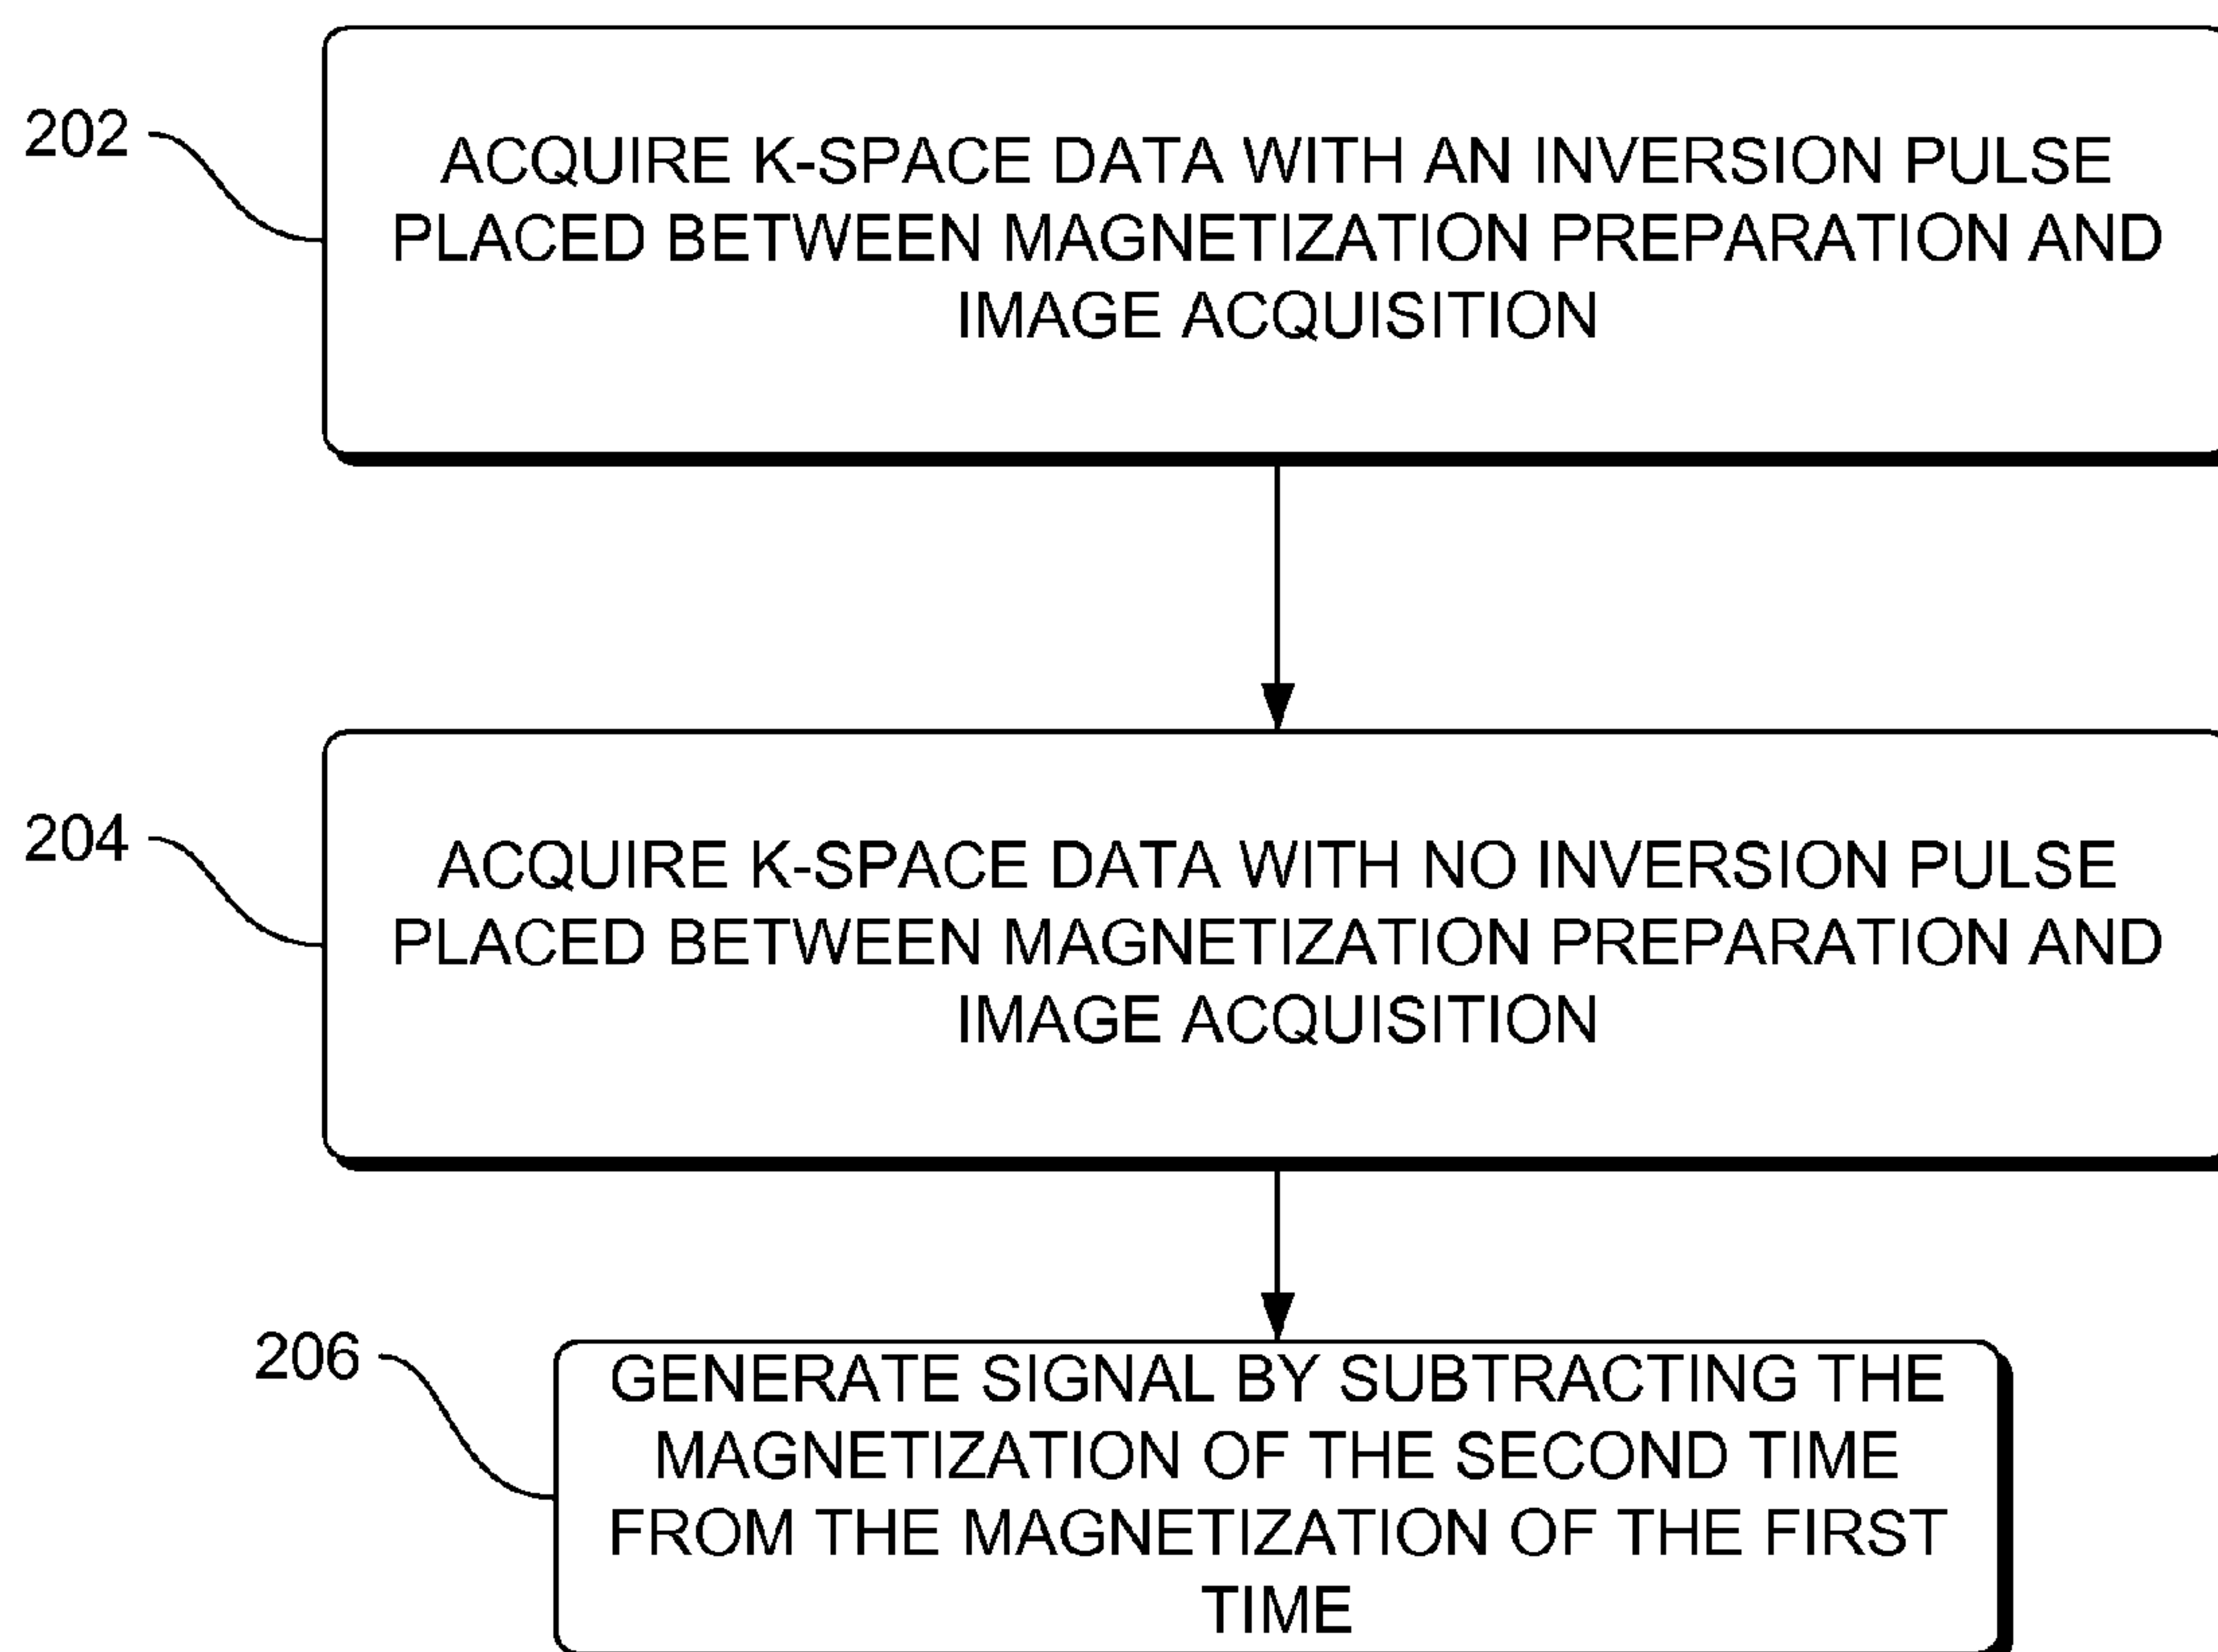 202
ACQUIRE K-SPACE DATA WITH AN INVERSION PULSE
PLACED BETWEEN MAGNETIZATION PREPARATION AND
IMAGE ACQUISITION
204
ACQUIRE K-SPACE DATA WITH NO INVERSION PULSE
PLACED BETWEEN MAGNETIZATION PREPARATION AND
IMAGE ACQUISITION
206
GENERATE SIGNAL BY SUBTRACTING THE
MAGNETIZATION OF THE SECOND TIME
FROM THE MAGNETIZATION OF THE FIRST
TIME